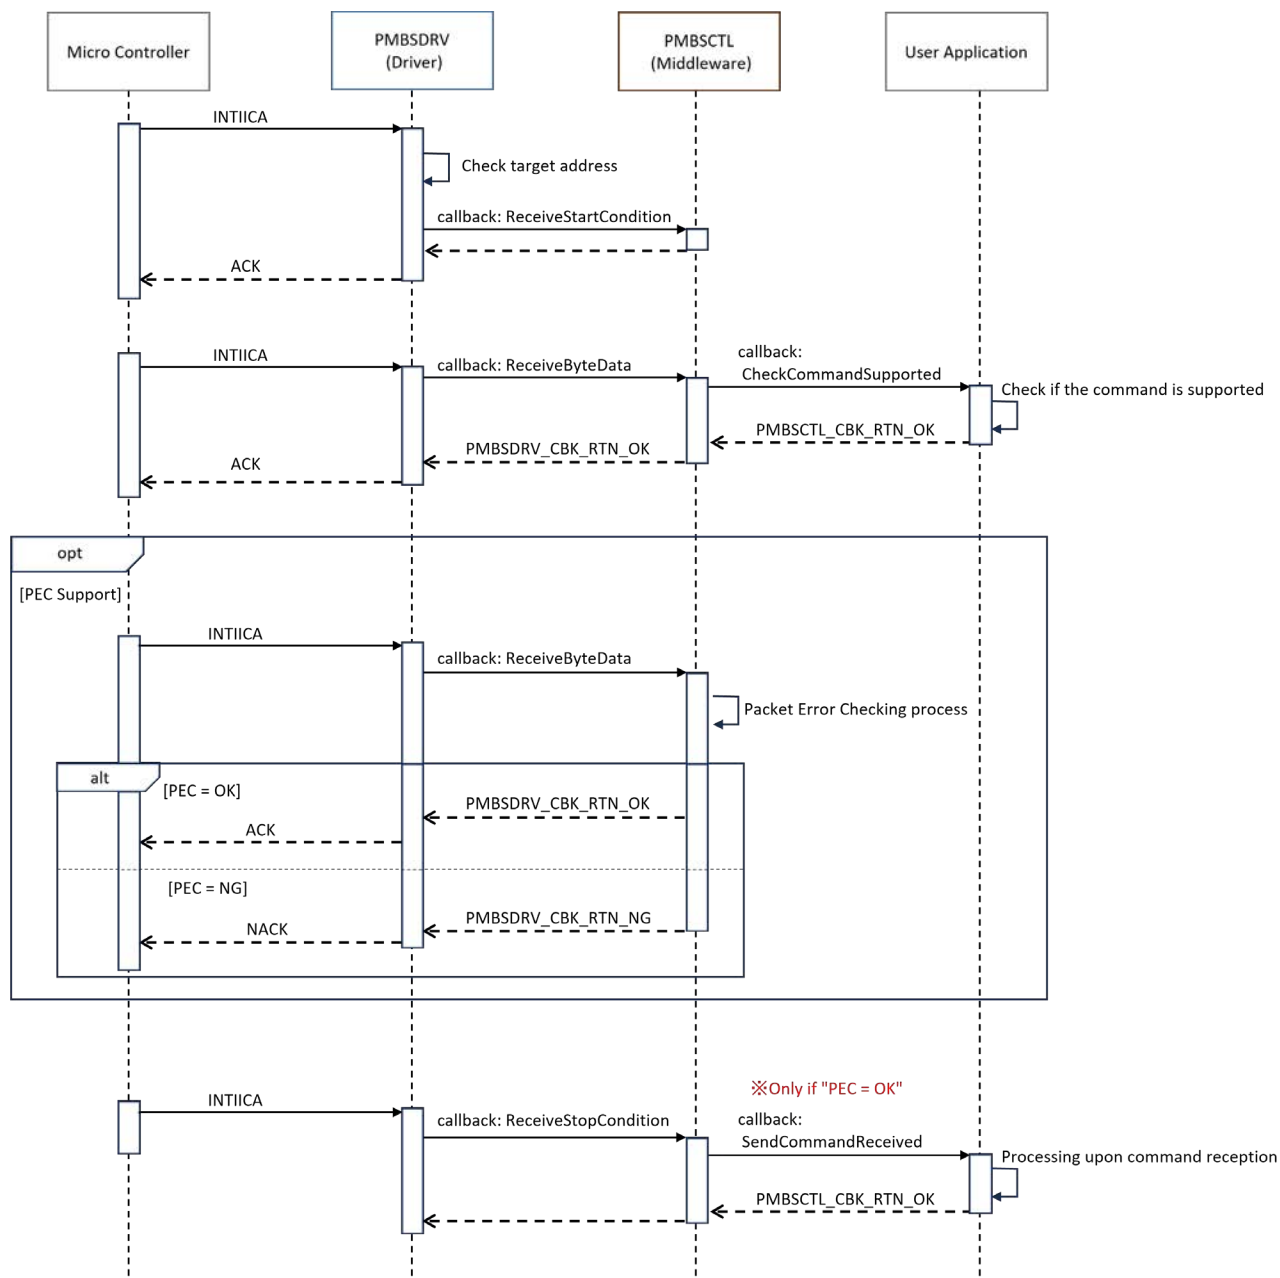 Micro Controller
PMBSDRV
(Driver)
PMBSCTL
(Middleware)
User Application
INTIICA
Check target address
callback: ReceiveStartCondition
ACK
INTIICA
callback: ReceiveByteData
callback:
CheckCommandSupported
Check if the command is supported
PMBSCTL_CBK_RTN_OK
PMBSDRV_CBK_RTN_OK
ACK
opt
[PEC Support]
INTIICA
callback: ReceiveByteData
Packet Error Checking process
alt
[PEC = OK]
PMBSDRV_CBK_RTN_OK
ACK
[PEC = NG]
PMBSDRV_CBK_RTN_NG
NACK
※Only if "PEC = OK"
INTIICA
callback: ReceiveStopCondition
callback:
SendCommandReceived
Processing upon command reception
PMBSCTL_CBK_RTN_OK